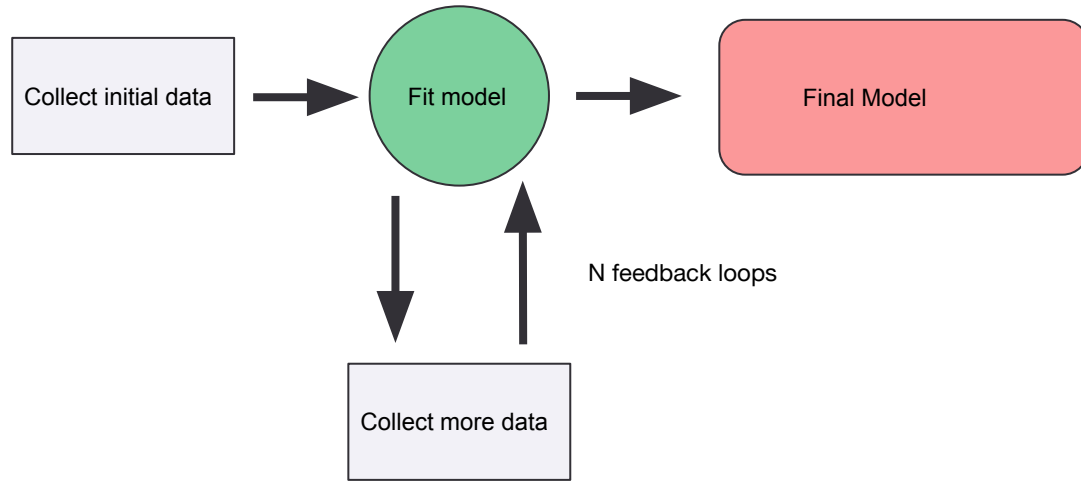 Collect initial data
Fit model
Final Model
N feedback loops
Collect more data